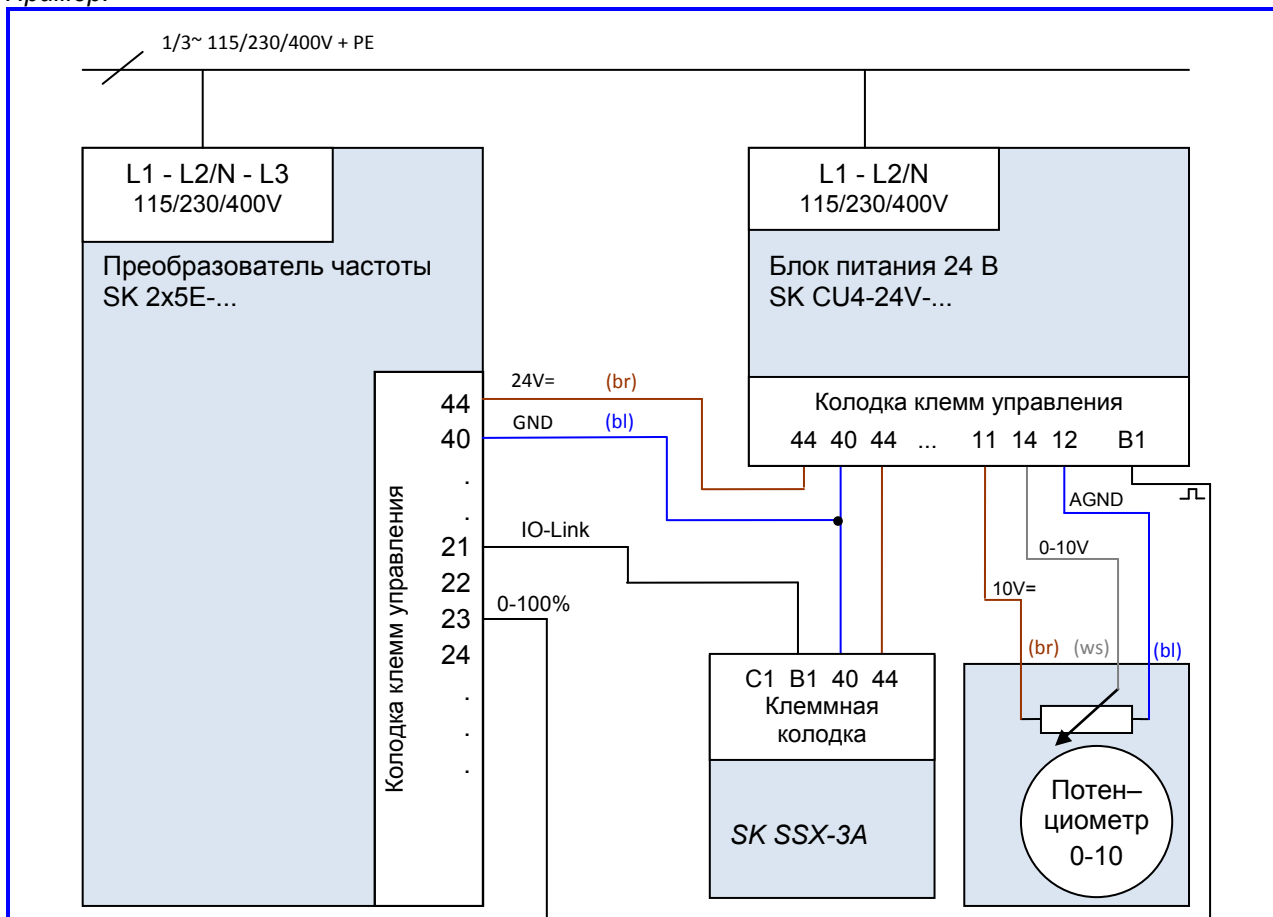 1/3~ 115/230/400V + PE
L1 - L2/N - L3
115/230/400V
Преобразователь частоты
SK 2x5E-...
Колодка клемм управления
44
40
.
.
21
22
23
24
.
.
.
24V=
(br)
GND
(bl)
IO-Link
0-100%
L1 - L2/N
115/230/400V
Блок питания 24 В
SK CU4-24V-...
Колодка клемм управления
44 40 44 ... 11 14 12 B1
AGND
0-10V
10V=
(br) (ws) (bl)
C1 B1 40 44
Клеммная
колодка
SK SSX-3A
Потен–
циометр
0-10